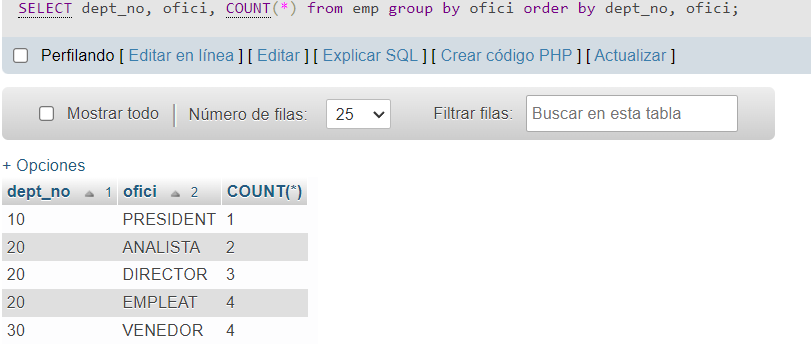 SELECT dept_no, ofici, COUNT(*) from emp group by ofici order by dept_no, ofici;
Perfilando [ Editar en línea ] [ Editar ] [ Explicar SQL ] [ Crear código PHP ] [ Actualizar ]
Mostrar todo | Número de filas: 25 Filtrar filas: Buscar en esta tabla
+ Opciones
dept_no 1 ofici 2 COUNT(*)
10 PRESIDENT 1
20 ANALISTA 2
20 DIRECTOR 3
20 EMPLEAT 4
30 VENEDOR 4